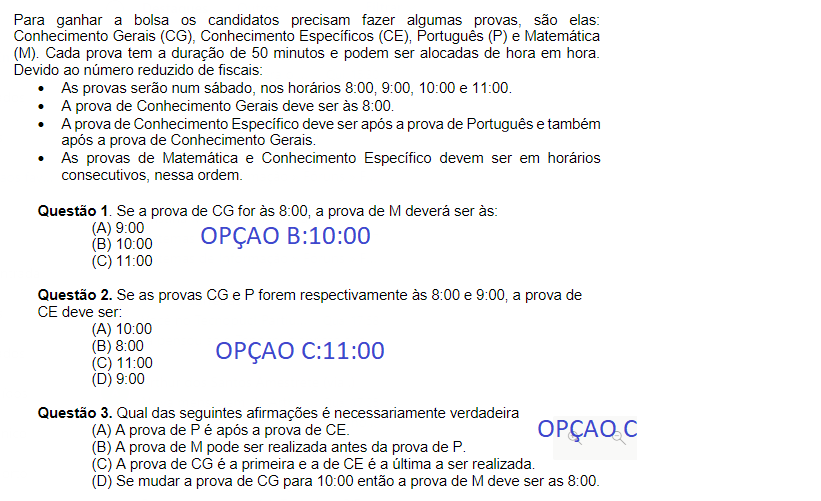 Para ganhar a bolsa os candidatos precisam fazer algumas provas, são elas:
Conhecimento Gerais (CG), Conhecimento Específicos (CE), Português (P) e Matemática
(M). Cada prova tem a duração de 50 minutos e podem ser alocadas de hora em hora.
Devido ao número reduzido de fiscais:
• As provas serão num sábado, nos horários 8:00, 9:00, 10:00 e 11:00.
• A prova de Conhecimento Gerais deve ser às 8:00.
• A prova de Conhecimento Específico deve ser após a prova de Português e também
após a prova de Conhecimento Gerais.
• As provas de Matemática e Conhecimento Específico devem ser em horários
consecutivos, nessa ordem.
Questão 1. Se a prova de CG for às 8:00, a prova de M deverá ser às:
(A) 9:00
(B) 10:00
OPÇAO B:10:00
(C) 11:00
Questão 2. Se as provas CG e P forem respectivamente às 8:00 e 9:00, a prova de
CE deve ser:
(A) 10:00
(B) 8:00
OPÇAO C:11:00
(C) 11:00
(D) 9:00
Questão 3. Qual das seguintes afirmações é necessariamente verdadeira
OPÇAO C
(A) A prova de P é após a prova de CE.
(B) A prova de M pode ser realizada antes da prova de P.
(C) A prova de CG é a primeira e a de CE é a última a ser realizada.
(D) Se mudar a prova de CG para 10:00 então a prova de M deve ser as 8:00.